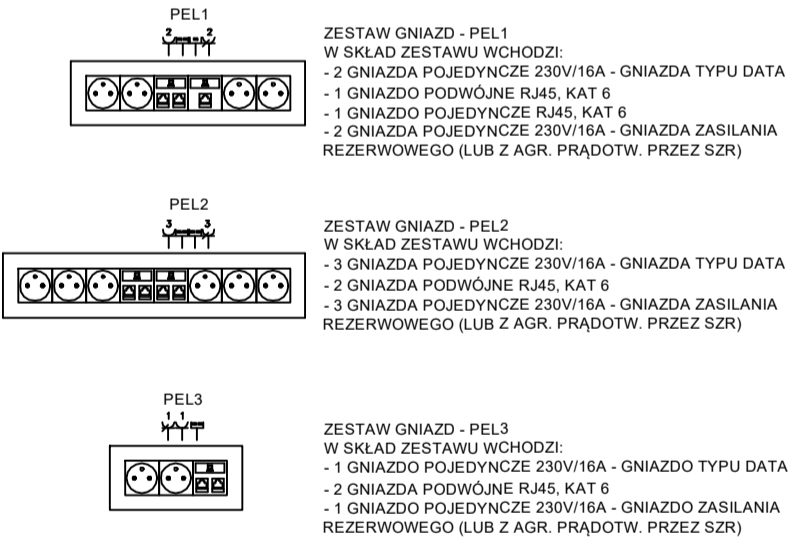 PEL1
2 2
ZESTAW GNIAZD - PEL1
W SKŁAD ZESTAWU WCHODZI:
- 2 GNIAZDA POJEDYNCZE 230V/16A - GNIAZDA TYPU DATA
- 1 GNIAZDO PODWÓJNE RJ45, KAT 6
- 1 GNIAZDO POJEDYNCZE RJ45, KAT 6
- 2 GNIAZDA POJEDYNCZE 230V/16A - GNIAZDA ZASILANIA
REZERWOWEGO (LUB Z AGR. PRĄDOTW. PRZEZ SZR)
PEL2
3 3
ZESTAW GNIAZD - PEL2
W SKŁAD ZESTAWU WCHODZI:
- 3 GNIAZDA POJEDYNCZE 230V/16A - GNIAZDA TYPU DATA
- 2 GNIAZDA PODWÓJNE RJ45, KAT 6
- 3 GNIAZDA POJEDYNCZE 230V/16A - GNIAZDA ZASILANIA
REZERWOWEGO (LUB Z AGR. PRĄDOTW. PRZEZ SZR)
PEL3
1 1
ZESTAW GNIAZD - PEL3
W SKŁAD ZESTAWU WCHODZI:
- 1 GNIAZDO POJEDYNCZE 230V/16A - GNIAZDO TYPU DATA
- 2 GNIAZDA PODWÓJNE RJ45, KAT 6
- 1 GNIAZDO POJEDYNCZE 230V/16A - GNIAZDO ZASILANIA
REZERWOWEGO (LUB Z AGR. PRĄDOTW. PRZEZ SZR)